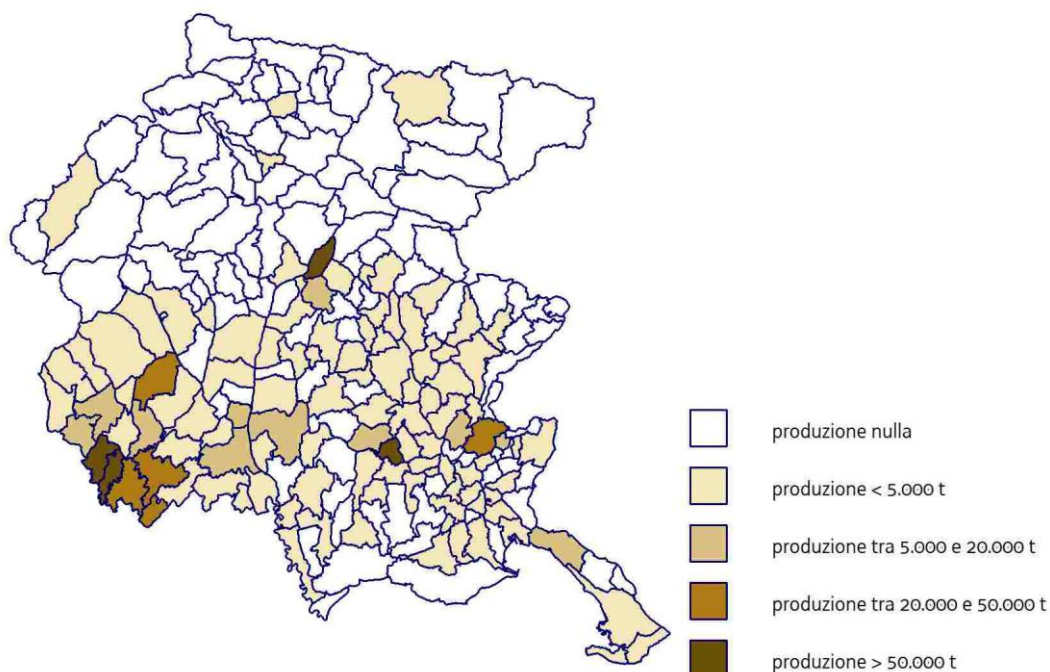 produzione nulla
produzione < 5.000 t
produzione tra 5.000 e 20.000 t
produzione tra 20.000 e 50.000 t
produzione > 50.000 t